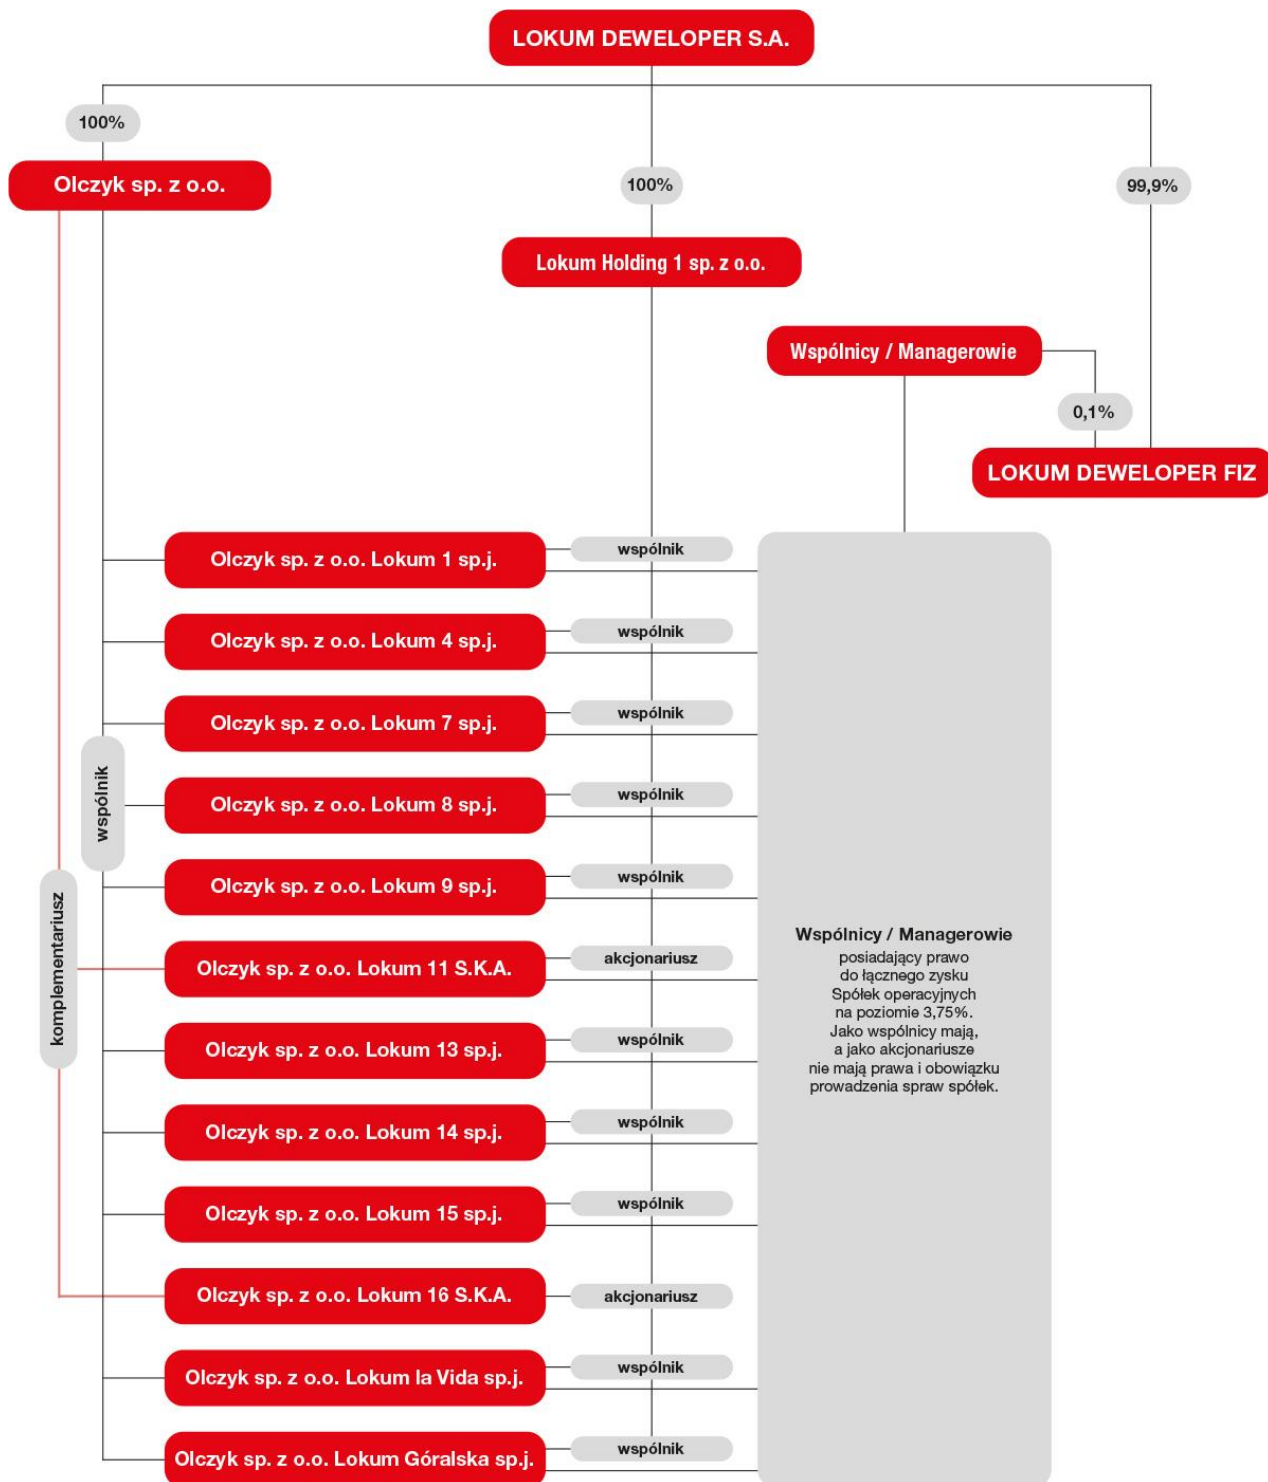 LOKUM DEWELOPER S.A.
100%
Olczyk sp. z o.o.
100%
99,9%
Lokum Holding 1 sp. z o.o.
Wspólnicy / Managerowie
0,1%
LOKUM DEWELOPER FIZ
wspólnik
komplementariusz
Olczyk sp. z o.o. Lokum 1 sp.j.
wspólnik
Olczyk sp. z o.o. Lokum 4 sp.j.
wspólnik
Olczyk sp. z o.o. Lokum 7 sp.j.
wspólnik
Olczyk sp. z o.o. Lokum 8 sp.j.
wspólnik
Olczyk sp. z o.o. Lokum 9 sp.j.
wspólnik
Olczyk sp. z o.o. Lokum 11 S.K.A.
akcjonariusz
Olczyk sp. z o.o. Lokum 13 sp.j.
wspólnik
Olczyk sp. z o.o. Lokum 14 sp.j.
wspólnik
Olczyk sp. z o.o. Lokum 15 sp.j.
wspólnik
Olczyk sp. z o.o. Lokum 16 S.K.A.
akcjonariusz
Olczyk sp. z o.o. Lokum la Vida sp.j.
wspólnik
Olczyk sp. z o.o. Lokum Góralska sp.j.
wspólnik
Wspólnicy / Managerowie
posiadający prawo
do łącznego zysku
Spółek operacyjnych
na poziomie 3,75%.
Jako wspólnicy mają,
a jako akcjonariusze
nie mają prawa i obowiązku
prowadzenia spraw spółek.